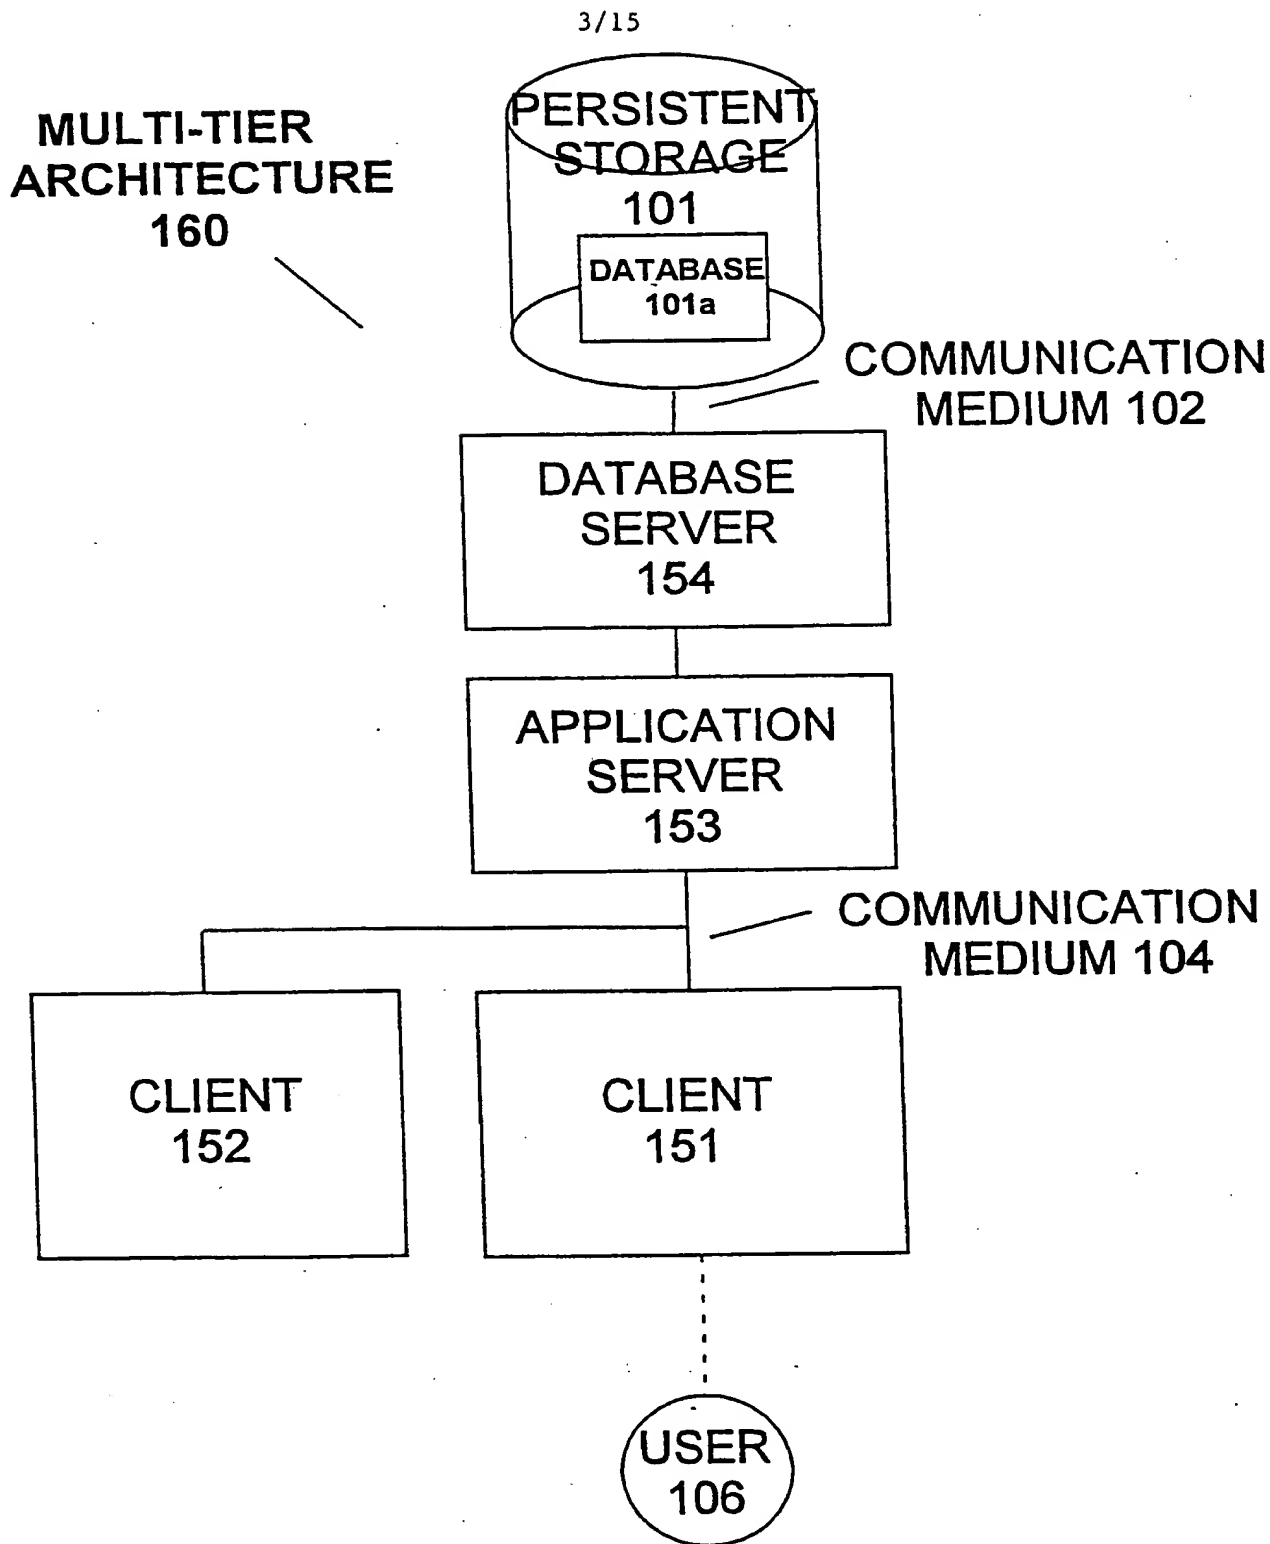 3/15
MULTI-TIER
ARCHITECTURE
160
PERSISTENT
STORAGE
101
DATABASE
101a
COMMUNICATION
MEDIUM 102
DATABASE
SERVER
154
APPLICATION
SERVER
153
COMMUNICATION
MEDIUM 104
CLIENT
152
CLIENT
151
USER
106